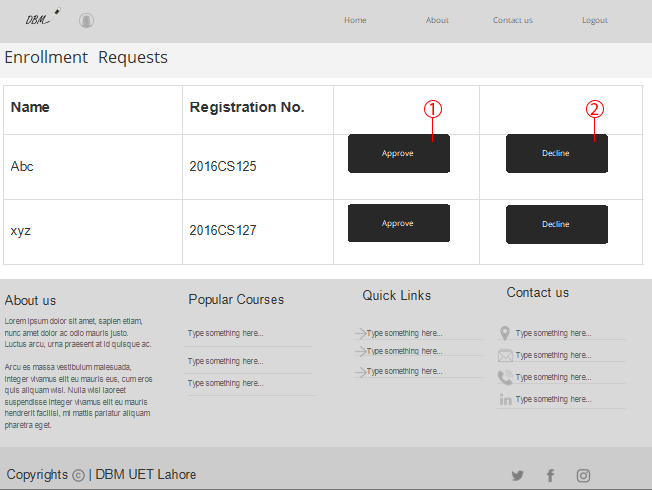 DBM
Home About Contact us Logout
Enrollment Requests
Name Registration No.
1 2
Abc 2016CS125 Approve Decline
xyz 2016CS127 Approve Decline
About us
Lorem ipsum dolor sit amet, sapien etiam,
nunc amet dolor ac odio mauris justo.
Luctus arcu, urna praesent at id quisque ac.
Arcu es massa vestibulum malesuada,
integer vivamus elit eu mauris eus, cum eros
quis aliquam wisi. Nulla wisi laoreet
suspendisse integer vivamus elit eu mauris
hendrerit facilisi, mi mattis pariatur aliquam
pharetra eget.
Popular Courses
Type something here...
Type something here...
Type something here...
Quick Links
Type something here...
Type something here...
Type something here...
Contact us
Type something here...
Type something here...
Type something here...
in Type something here...
Copyrights © | DBM UET Lahore